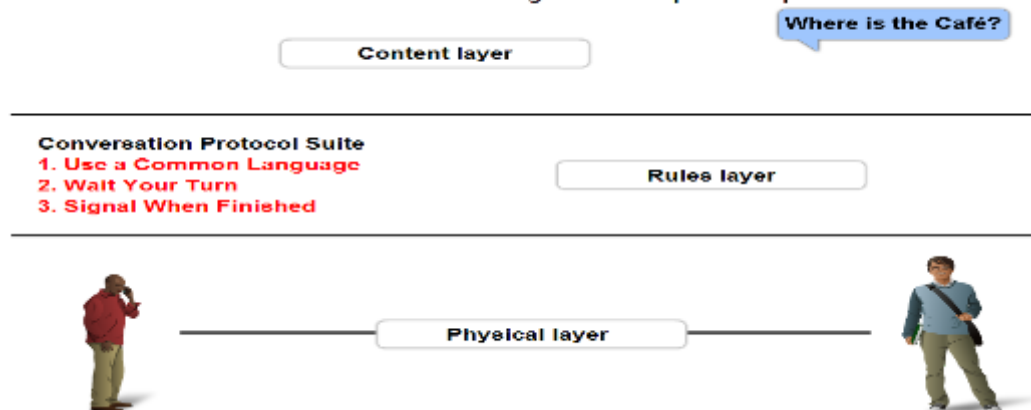 Where is the Café?
Content layer
Conversation Protocol Suite
1. Use a Common Language
2. Wait Your Turn
3. Signal When Finished
Rules layer
Physical layer